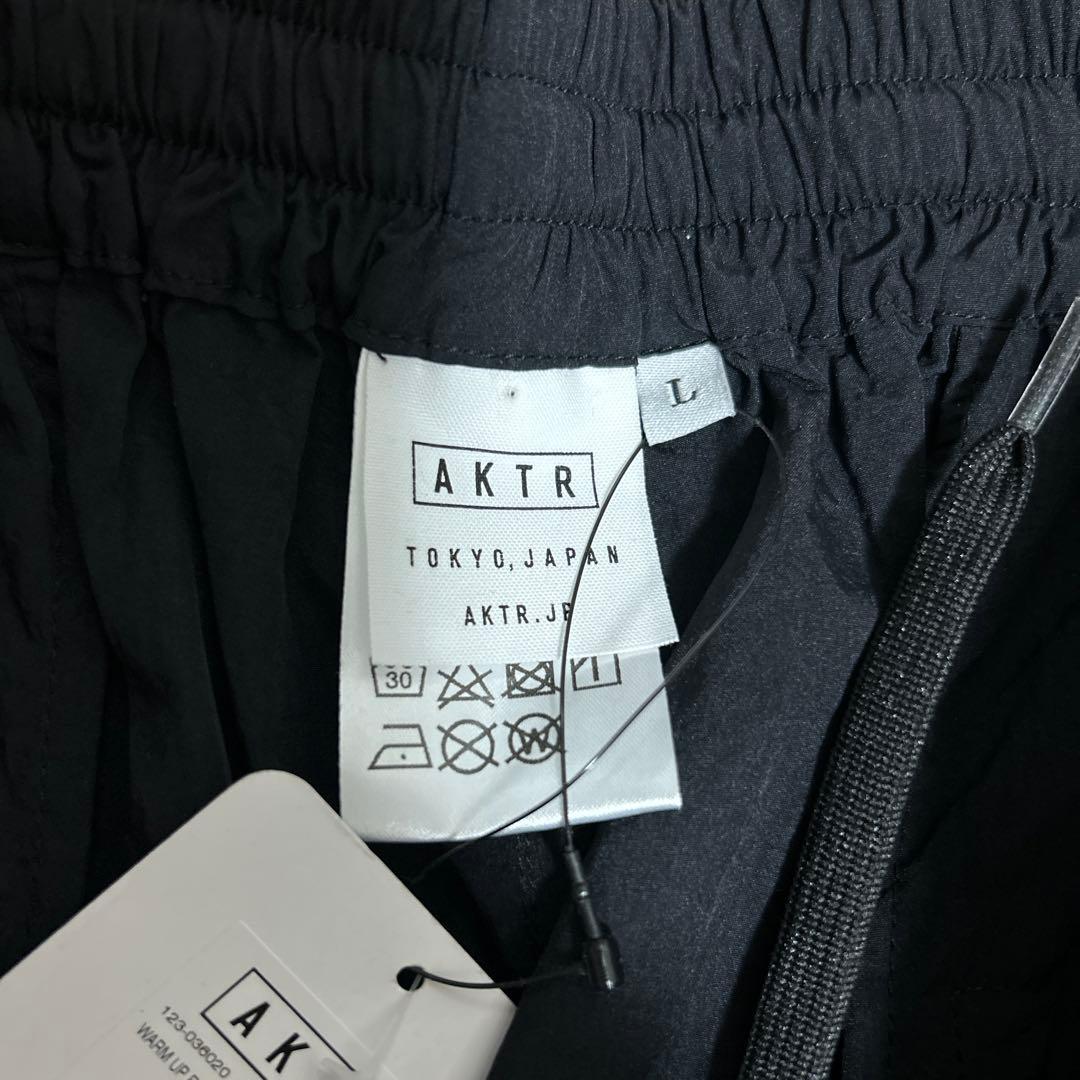 L
AKTR
TOKYO, JAPAN
AKTR.JP
30
W
AK
123-036020
WARM UP